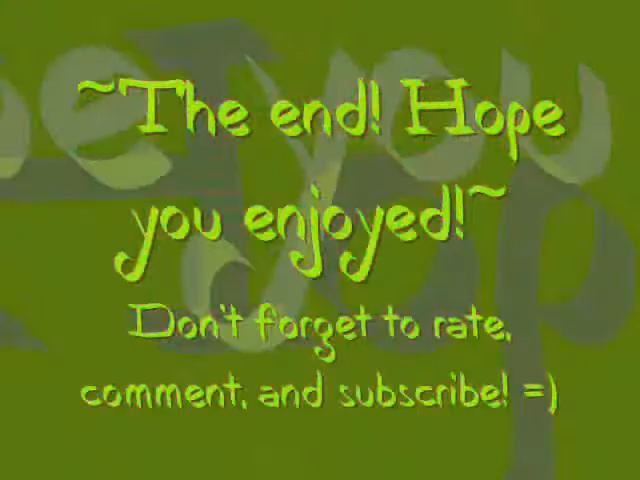 ~The end! Hope
you enjoyed!~
Don't forget to rate,
comment, and subscribe! =)